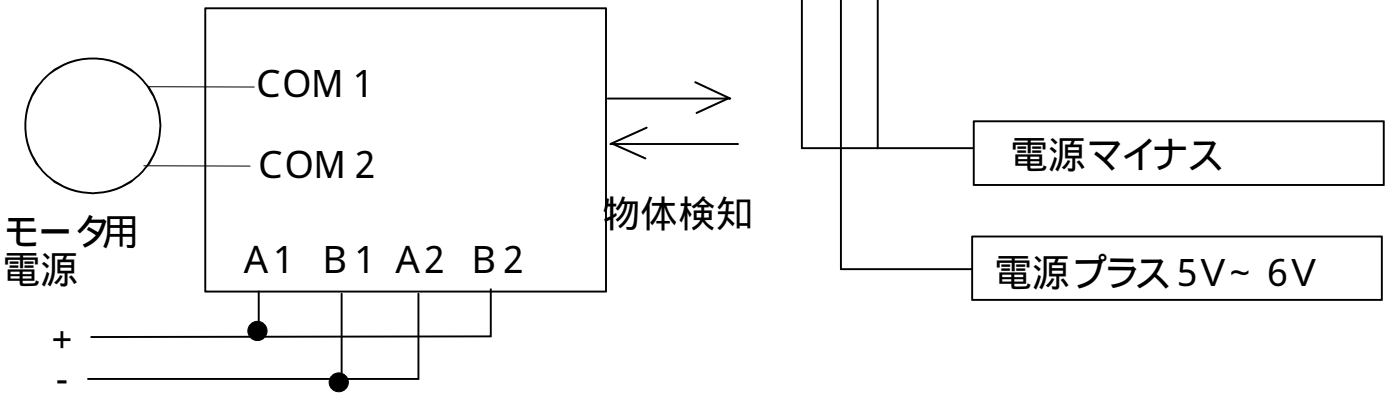 COM 1
COM 2
物体検知
モータ用
電源
A1 B1 A2 B2
+
-
電源マイナス
電源プラス5V~ 6V